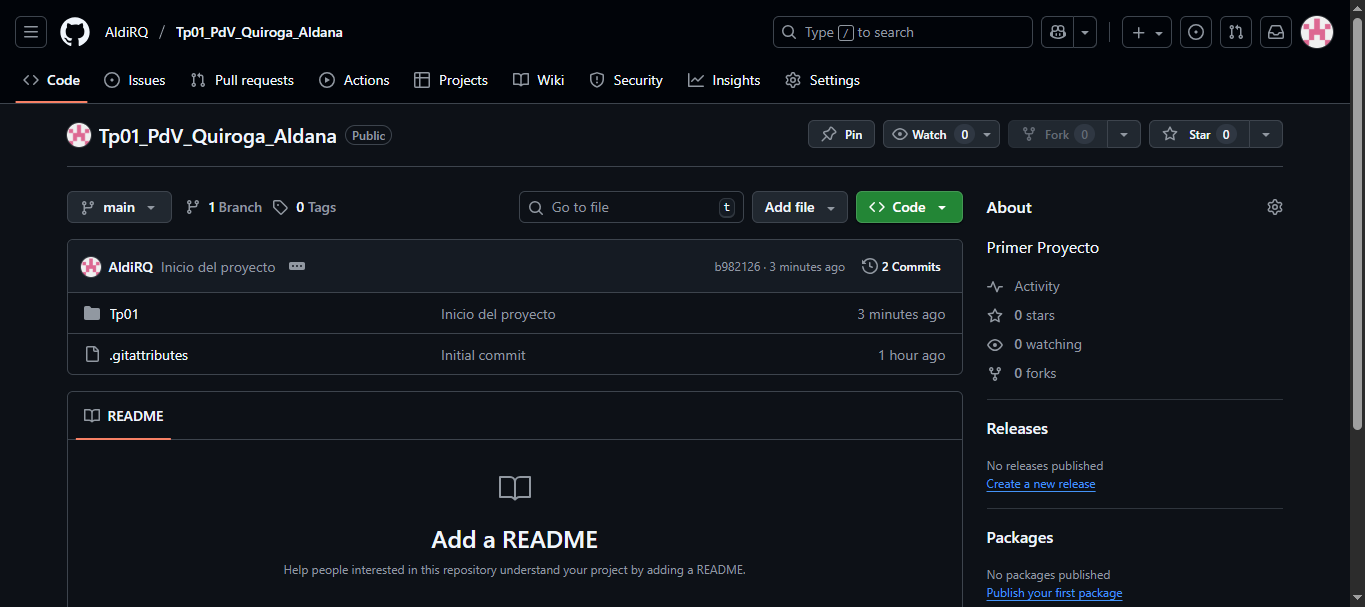 AldiRQ / Tp01_PdV_Quiroga_Aldana Type / to search
Code Issues Pull requests Actions Projects Wiki Security Insights Settings
Tp01_PdV_Quiroga_Aldana Public Pin Watch 0 Fork 0 Star 0
main 1 Branch 0 Tags Go to file t Add file Code
AldiRQ Inicio del proyecto b982126 · 3 minutes ago 2 Commits
Tp01 Inicio del proyecto 3 minutes ago
.gitattributes Initial commit 1 hour ago
README
Add a README
Help people interested in this repository understand your project by adding a README.
About
Primer Proyecto
Activity
0 stars
0 watching
0 forks
Releases
No releases published
Create a new release
Packages
No packages published
Publish your first package